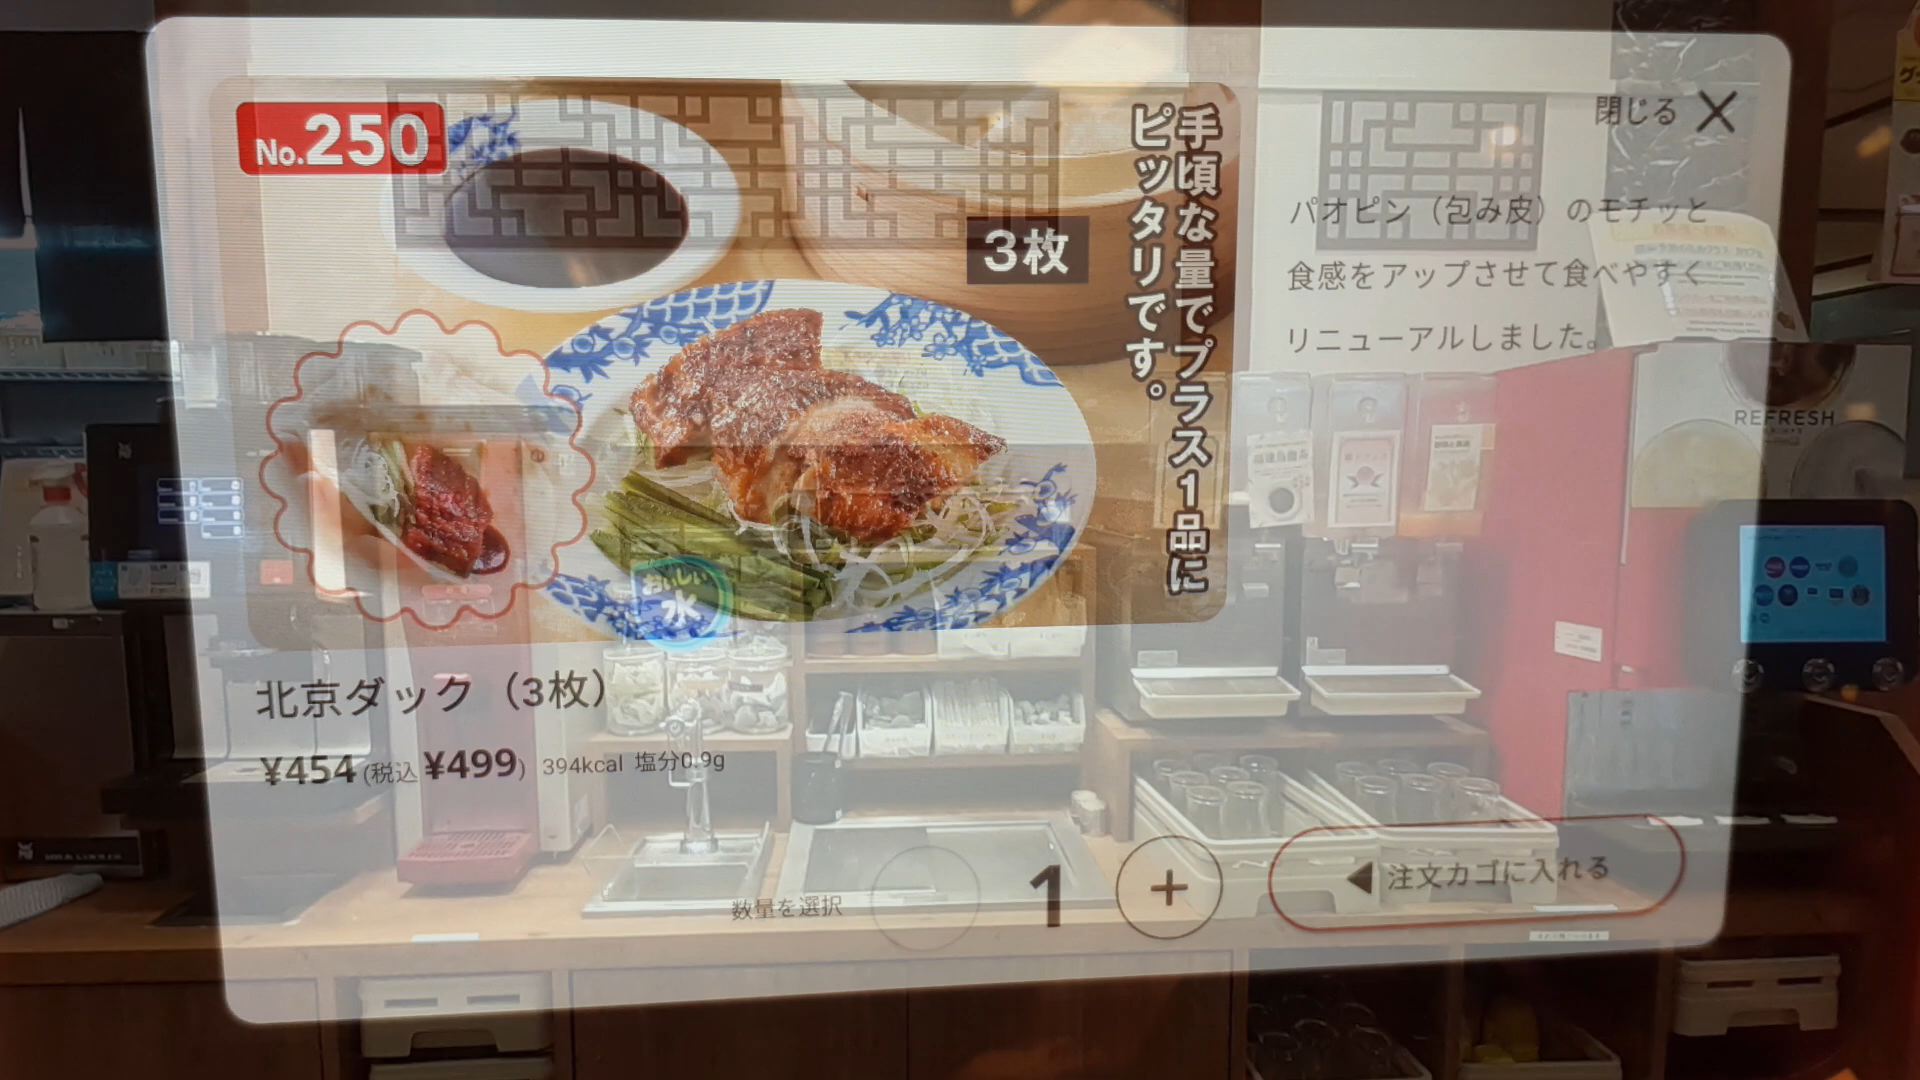 No.250
手頃な量でプラス1品に
ピッタリです。
3枚
閉じる ×
パオピン（包み皮）のモチッと
食感をアップさせて食べやすく
リニューアルしました。
北京ダック（3枚）
¥454(税込¥499) 394kcal 塩分0.9g
数量を選択
1
+
注文カゴに入れる
おいしい
水
REFRESH